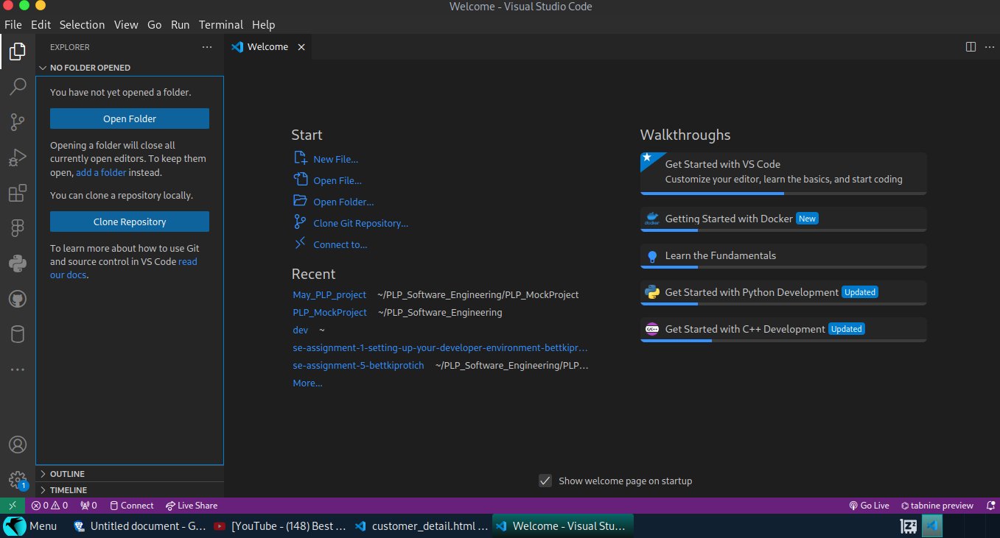 Welcome - Visual Studio Code
File Edit Selection View Go Run Terminal Help
EXPLORER
Welcome
NO FOLDER OPENED
You have not yet opened a folder.
Open Folder
Opening a folder will close all
currently open editors. To keep them
open, add a folder instead.
You can clone a repository locally.
Clone Repository
To learn more about how to use Git
and source control in VS Code read
our docs.
OUTLINE
TIMELINE
1
Start
New File...
Open File...
Open Folder...
Clone Git Repository...
Connect to...
Recent
May_PLP_project ~/PLP_Software_Engineering/PLP_MockProject
PLP_MockProject ~/PLP_Software_Engineering
dev ~
se-assignment-1-setting-up-your-developer-environment-bettkipr...
se-assignment-5-bettkiprotich ~/PLP_Software_Engineering/PLP...
More...
Walkthroughs
Get Started with VS Code
Customize your editor, learn the basics, and start coding
docker Getting Started with Docker New
Learn the Fundamentals
Get Started with Python Development Updated
C/C++ Get Started with C++ Development Updated
Show welcome page on startup
0 0 0 Connect Live Share Go Live tabnine preview
Menu Untitled document - G... [YouTube - (148) Best ... customer_detail.html ... Welcome - Visual Stu...